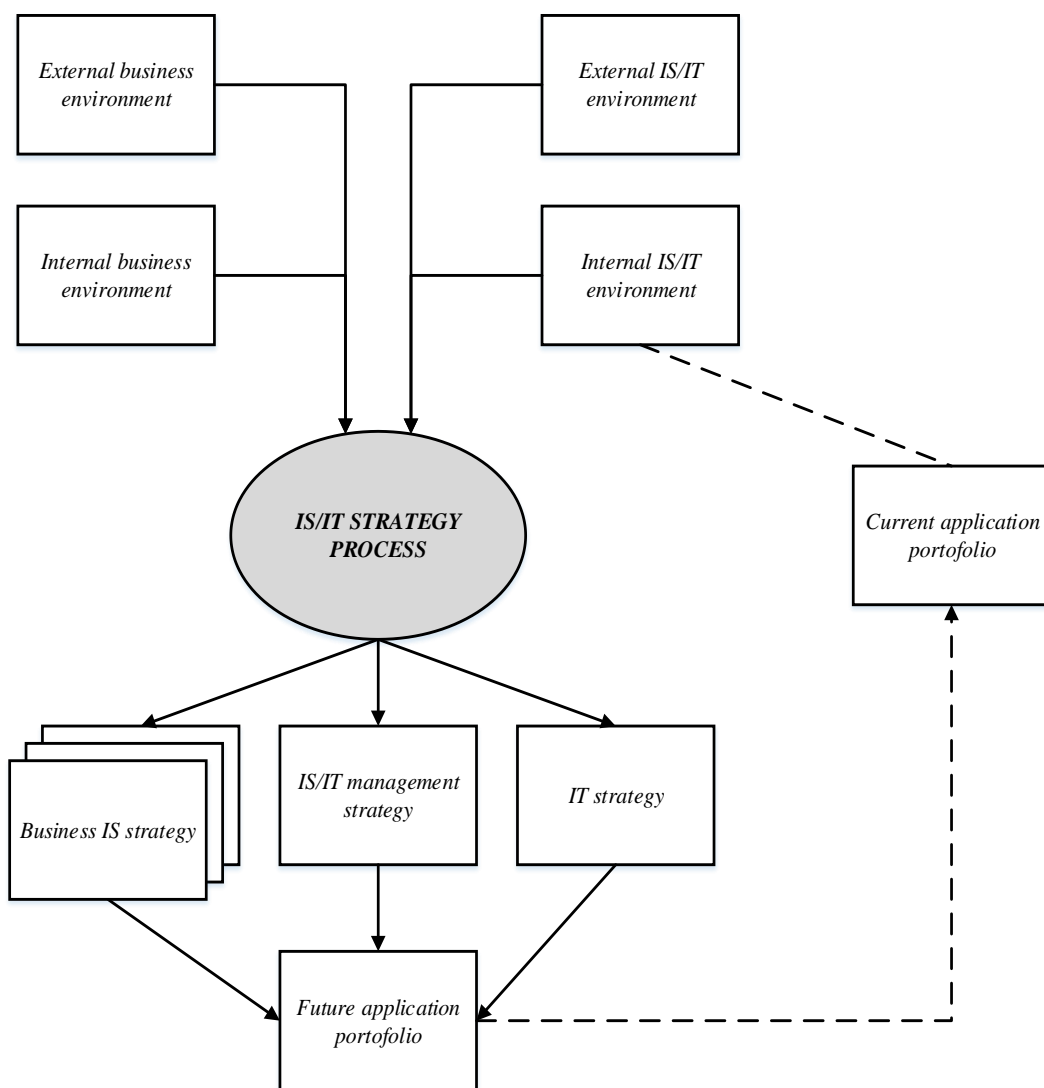 External business
environment
External IS/IT
environment
Internal business
environment
Internal IS/IT
environment
IS/IT STRATEGY
PROCESS
Current application
portofolio
Business IS strategy
IS/IT management
strategy
IT strategy
Future application
portofolio